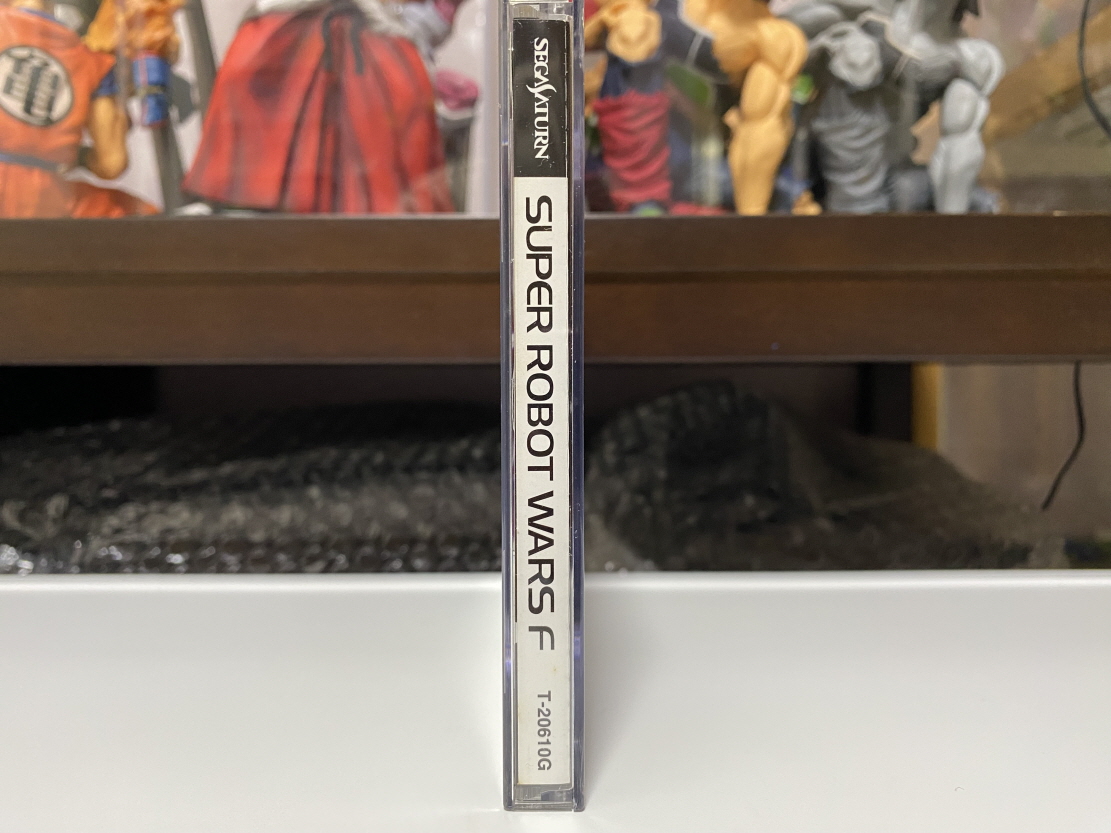 SEGA SATURN
SUPER ROBOT WARS F
T-20610G